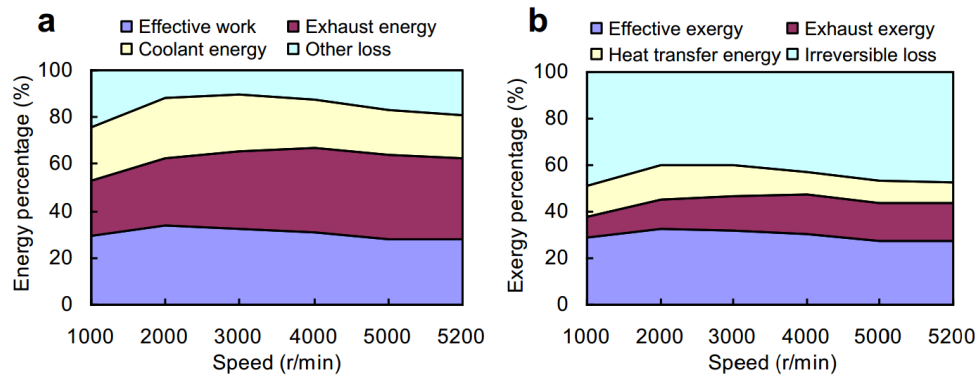 a
Effective work Exhaust energy
Coolant energy Other loss
Energy percentage (%)
100
80
60
40
20
0
1000 2000 3000 4000 5000 5200
Speed (r/min)
b
Effective exergy Exhaust exergy
Heat transfer energy Irreversible loss
Exergy percentage (%)
100
80
60
40
20
0
1000 2000 3000 4000 5000 5200
Speed (r/min)